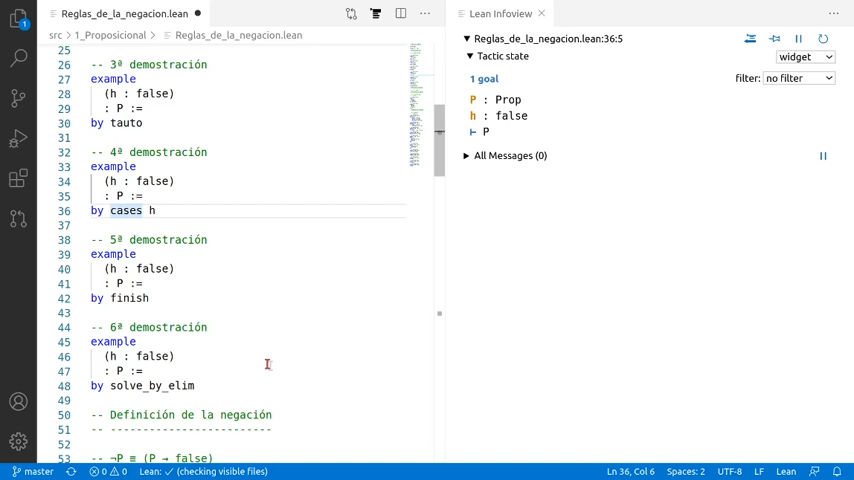 Reglas_de_la_negacion.lean
Lean Infoview
src > 1_Proposicional > Reglas_de_la_negacion.lean
25
26 -- 3ª demostración
27 example
28 (h : false)
29 : P :=
30 by tauto
31
32 -- 4ª demostración
33 example
34 (h : false)
35 : P :=
36 by cases h
37
38 -- 5ª demostración
39 example
40 (h : false)
41 : P :=
42 by finish
43
44 -- 6ª demostración
45 example
46 (h : false)
47 : P :=
48 by solve_by_elim
49
50 -- Definición de la negación
51 -- ------------------------
52
53 -- ¬P ≡ (P → false)
Reglas_de_la_negacion.lean:36:5
Tactic state
widget
1 goal
filter: no filter
P : Prop
h : false
⊢ P
All Messages (0)
1
master
0 0
Lean: ✓ (checking visible files)
Ln 36, Col 6
Spaces: 2
UTF-8
LF
Lean